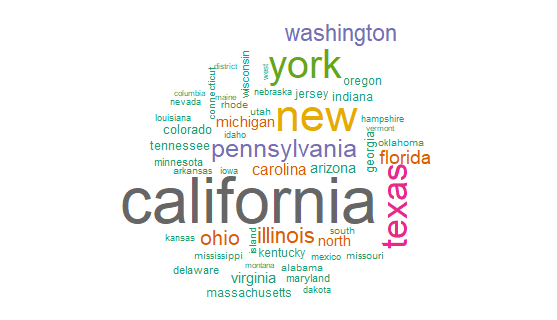 washington
york
wisconsin
west
district
connecticut
oregon
columbia
maine
nebraska
jersey
indiana
nevada
rhode
utah
new
louisiana
michigan
hampshire
vermont
colorado
idaho
oklahoma
tennessee
pennsylvania
georgia
florida
minnesota
arkansas
iowa
carolina
arizona
california
texas
kansas
ohio
island
illinois
south
north
mississippi
kentucky
mexico
missouri
delaware
montana
alabama
virginia
maryland
massachusetts
dakota